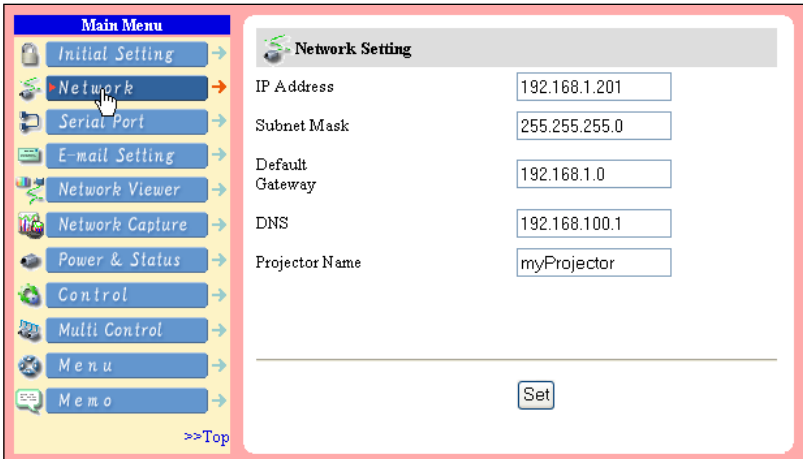 Main Menu
Initial Setting
Network
Serial Port
E-mail Setting
Network Viewer
Network Capture
Power & Status
Control
Multi Control
Menu
Memo
>>Top
Network Setting
IP Address 192.168.1.201
Subnet Mask 255.255.255.0
Default
Gateway 192.168.1.0
DNS 192.168.100.1
Projector Name myProjector
Set